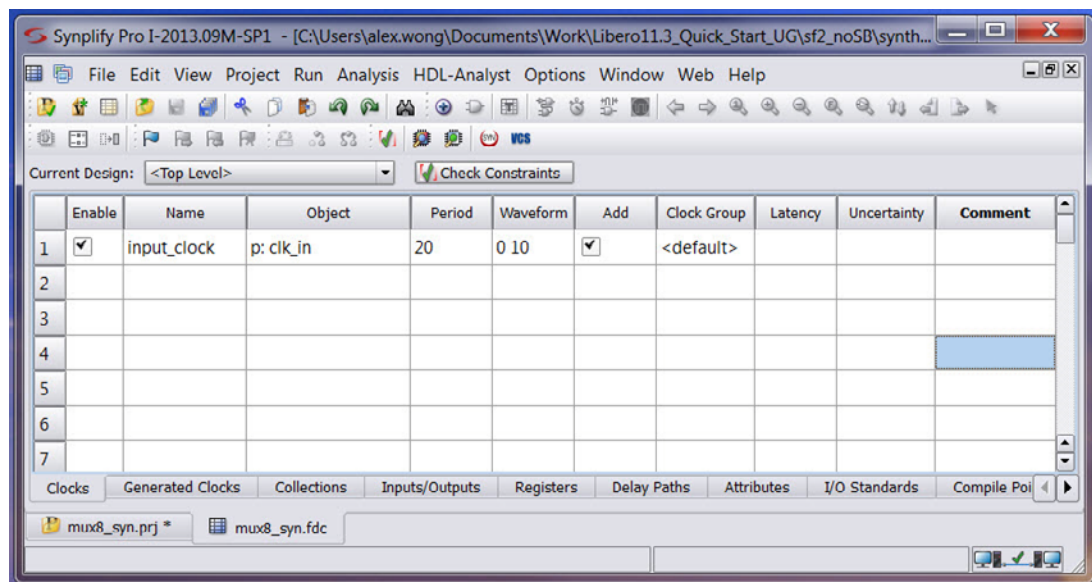 Synplify Pro I-2013.09M-SP1 - [C:\Users\alex.wong\Documents\Work\Libero11.3_Quick_Start_UG\sf2_noSB\synth...
File Edit View Project Run Analysis HDL-Analyst Options Window Web Help
VCS
Current Design: <Top Level> Check Constraints
Enable Name Object Period Waveform Add Clock Group Latency Uncertainty Comment
1 input_clock p: clk_in 20 0 10 <default>
2
3
4
5
6
7
Clocks Generated Clocks Collections Inputs/Outputs Registers Delay Paths Attributes I/O Standards Compile Poi
mux8_syn.prj * mux8_syn.fdc